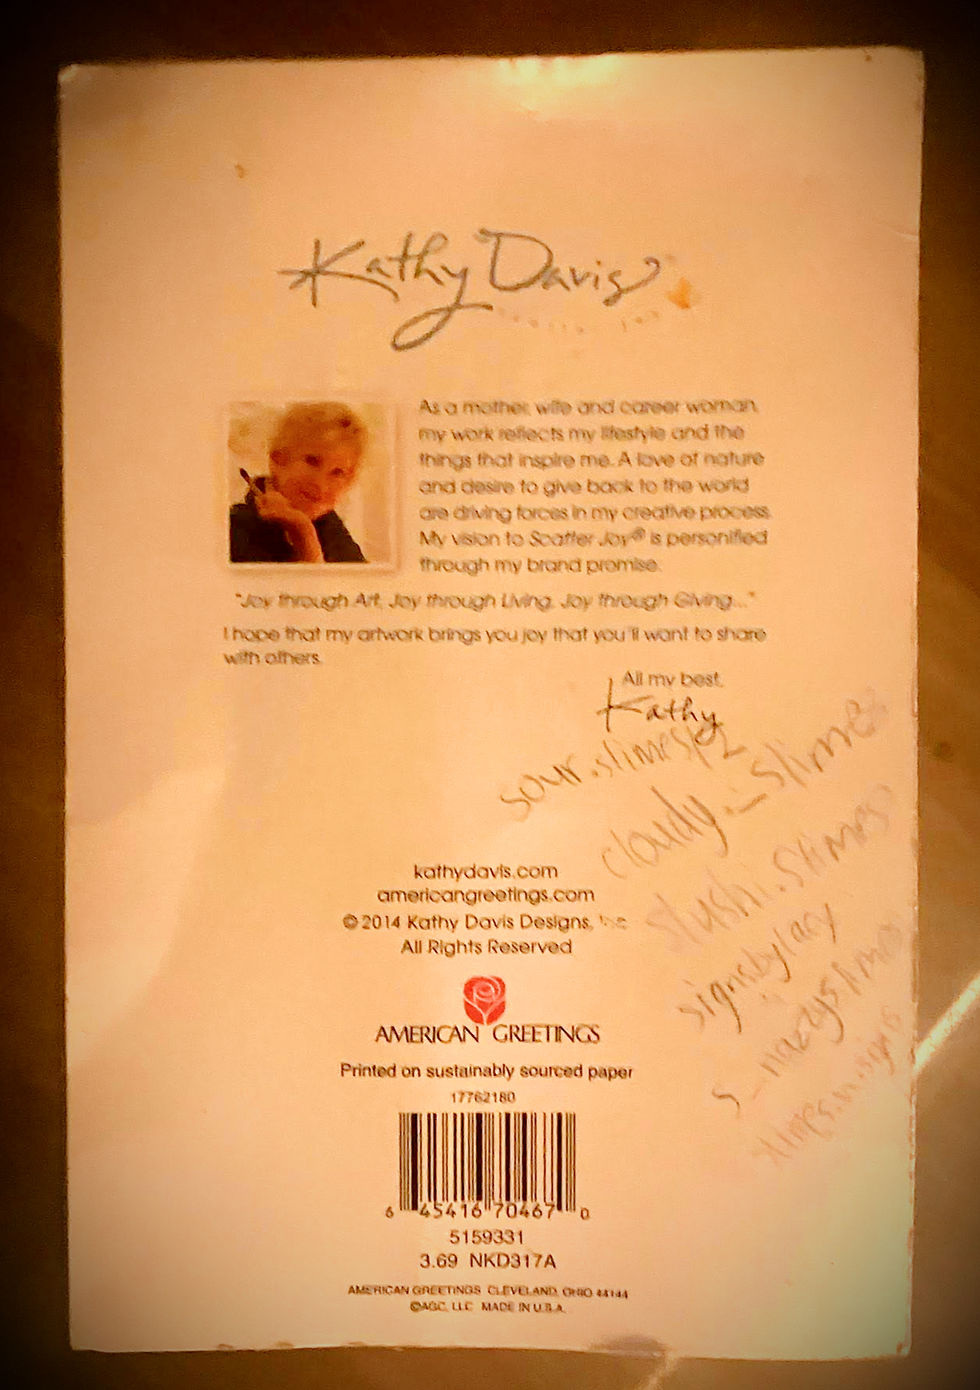 Kathy Davis
As a mother, wife and career woman,
my work reflects my lifestyle and the
things that inspire me. A love of nature
and desire to give back to the world
are driving forces in my creative process.
My vision to Scatter Joy® is personified
through my brand promise:
"Joy through Art, Joy through Living, Joy through Giving..."
I hope that my artwork brings you joy that you'll want to share
with others.
All my best,
Kathy
cloudy._slimes
slushi.slimes
signsbylacy
s_nazzyslimes
kathydavis.com
americangreetings.com
© 2014 Kathy Davis Designs, Inc
All Rights Reserved
AMERICAN GREETINGS
Printed on sustainably sourced paper
17762180
6 45416 70467 0
5159331
3.69 NKD317A
AMERICAN GREETINGS CLEVELAND, OHIO 44144
©AGC, LLC MADE IN U.S.A.